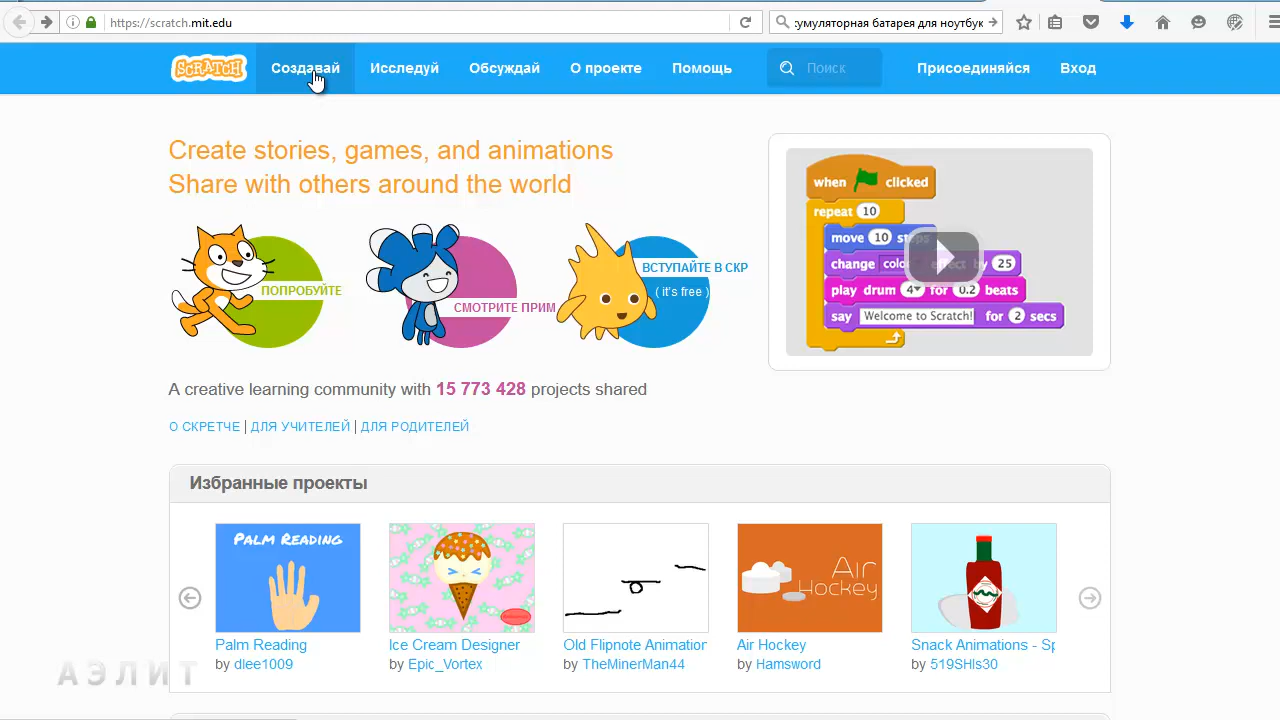 https://scratch.mit.edu
:умуляторная батарея для ноутбук
SCRATCH
Создавай
Исследуй
Обсуждай
О проекте
Помощь
Поиск
Присоединяйся
Вход
Create stories, games, and animations
Share with others around the world
ПОПРОБУЙТЕ
СМОТРИТЕ ПРИМ
ВСТУПАЙТЕ В СКР
( it's free )
when clicked
repeat 10
move 10 steps
change color effect by 25
play drum 4 for 0.2 beats
say Welcome to Scratch! for 2 secs
A creative learning community with 15 773 428 projects shared
О СКРЕТЧЕ | ДЛЯ УЧИТЕЛЕЙ | ДЛЯ РОДИТЕЛЕЙ
Избранные проекты
PALM READING
Air Hockey
Palm Reading
by dlee1009
Ice Cream Designer
by Epic_Vortex
Old Flipnote Animation
by TheMinerMan44
Air Hockey
by Hamsword
Snack Animations - Sp
by 519SHls30
АЭЛИТ